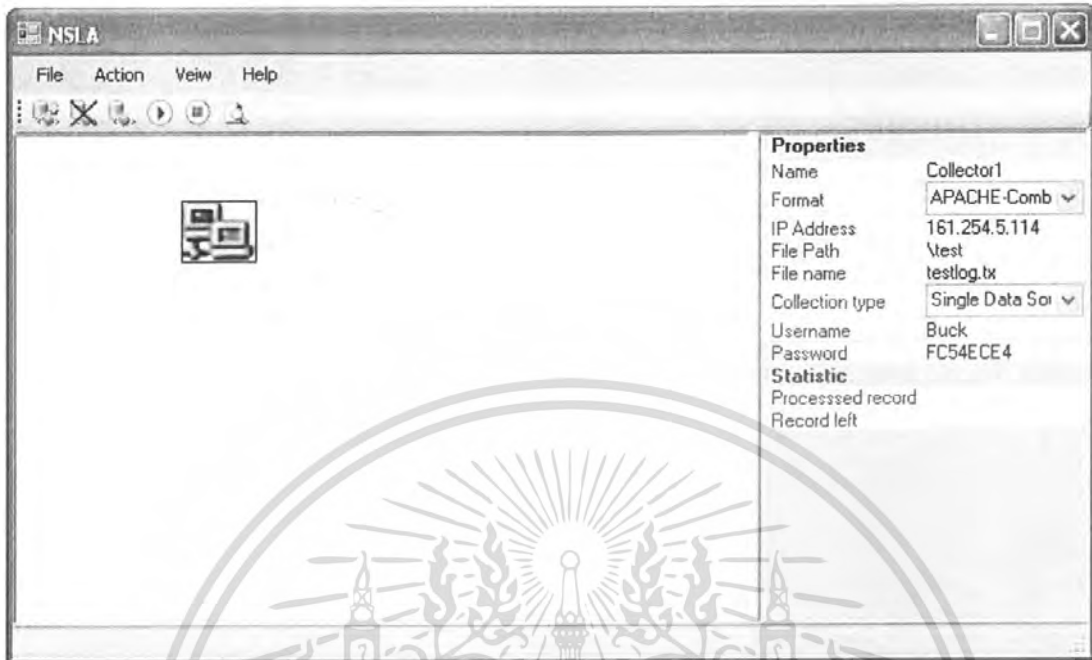 NSLA
File Action Veiw Help
Properties
Name Collector1
Format APACHE-Comb
IP Address 161.254.5.114
File Path \test
File name testlog.tx
Collection type Single Data Sou
Username Buck
Password FC54ECE4
Statistic
Processsed record
Record left